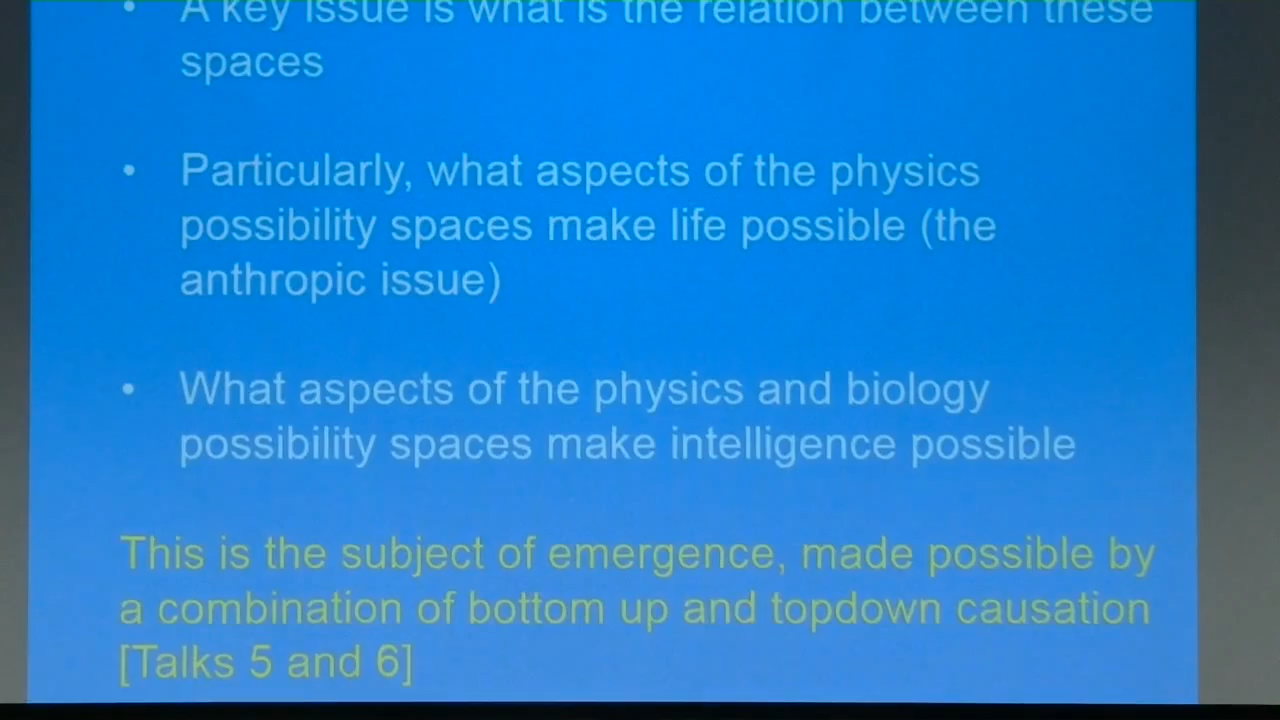 • A key issue is what is the relation between these
spaces
• Particularly, what aspects of the physics
possibility spaces make life possible (the
anthropic issue)
• What aspects of the physics and biology
possibility spaces make intelligence possible
This is the subject of emergence, made possible by
a combination of bottom up and topdown causation
[Talks 5 and 6]